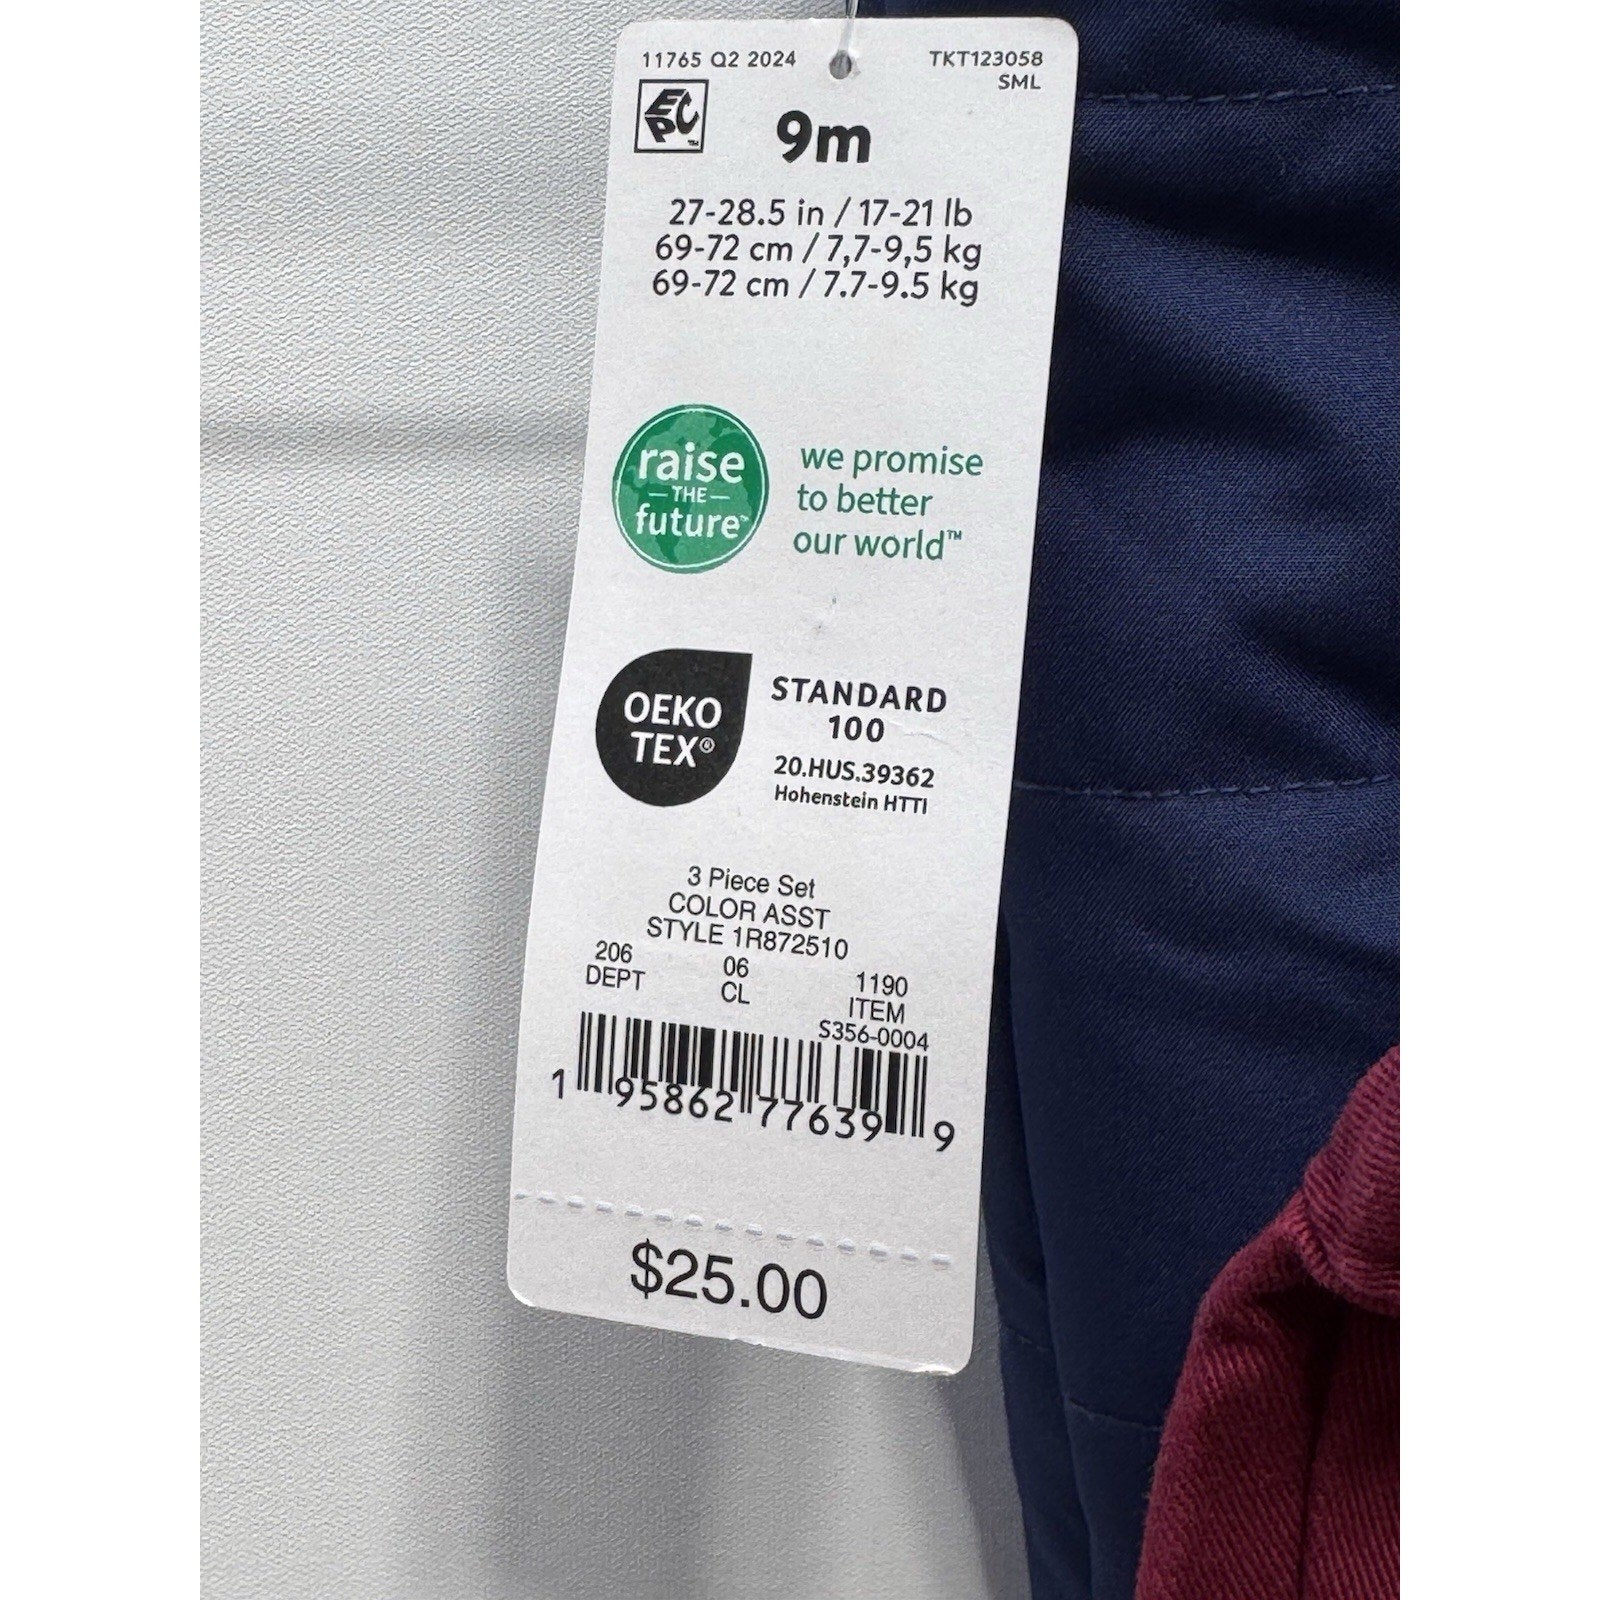 11765 Q2 2024
TKT123058
SML
EPC™
9m
27-28.5 in / 17-21 lb
69-72 cm / 7,7-9,5 kg
69-72 cm / 7.7-9.5 kg
raise
THE
future™
we promise
to better
our world™
OEKO
TEX®
STANDARD
100
20.HUS.39362
Hohenstein HTTI
3 Piece Set
COLOR ASST
STYLE 1R872510
206 06 1190
DEPT CL ITEM
S356-0004
1 95862 77639 9
$25.00